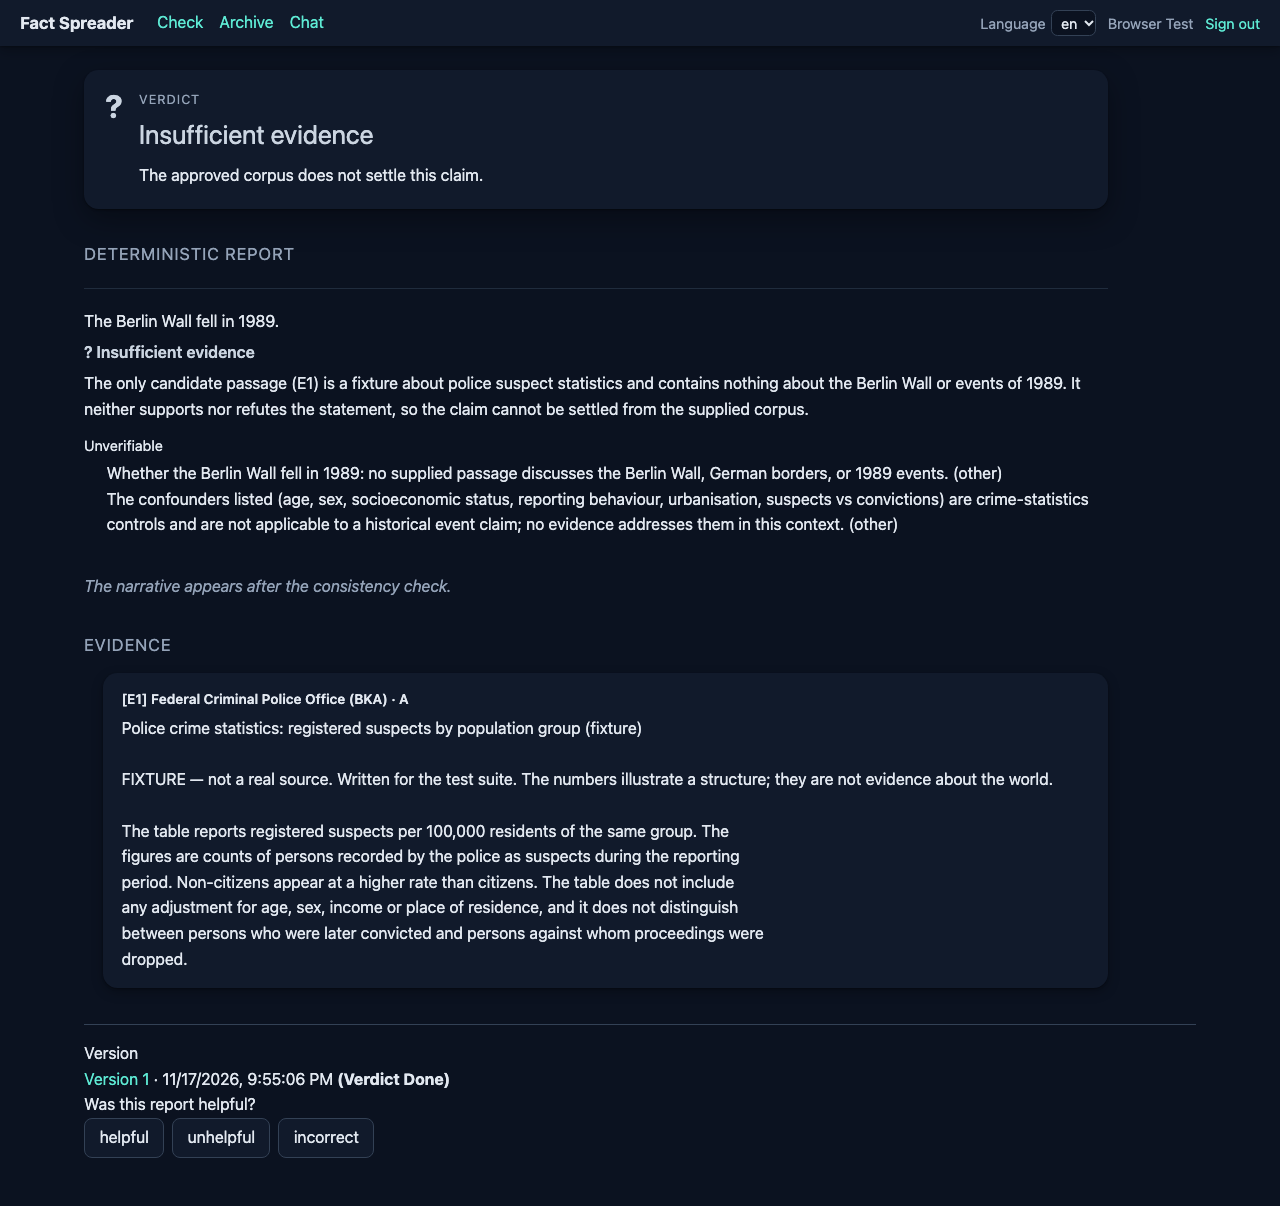 Fact Spreader Check Archive Chat Language en Browser Test Sign out
?
VERDICT
Insufficient evidence
The approved corpus does not settle this claim.
DETERMINISTIC REPORT
The Berlin Wall fell in 1989.
? Insufficient evidence
The only candidate passage (E1) is a fixture about police suspect statistics and contains nothing about the Berlin Wall or events of 1989. It
neither supports nor refutes the statement, so the claim cannot be settled from the supplied corpus.
Unverifiable
Whether the Berlin Wall fell in 1989: no supplied passage discusses the Berlin Wall, German borders, or 1989 events. (other)
The confounders listed (age, sex, socioeconomic status, reporting behaviour, urbanisation, suspects vs convictions) are crime-statistics
controls and are not applicable to a historical event claim; no evidence addresses them in this context. (other)
The narrative appears after the consistency check.
EVIDENCE
[E1] Federal Criminal Police Office (BKA) · A
Police crime statistics: registered suspects by population group (fixture)
FIXTURE — not a real source. Written for the test suite. The numbers illustrate a structure; they are not evidence about the world.
The table reports registered suspects per 100,000 residents of the same group. The
figures are counts of persons recorded by the police as suspects during the reporting
period. Non-citizens appear at a higher rate than citizens. The table does not include
any adjustment for age, sex, income or place of residence, and it does not distinguish
between persons who were later convicted and persons against whom proceedings were
dropped.
Version
Version 1 · 11/17/2026, 9:55:06 PM (Verdict Done)
Was this report helpful?
helpful unhelpful incorrect